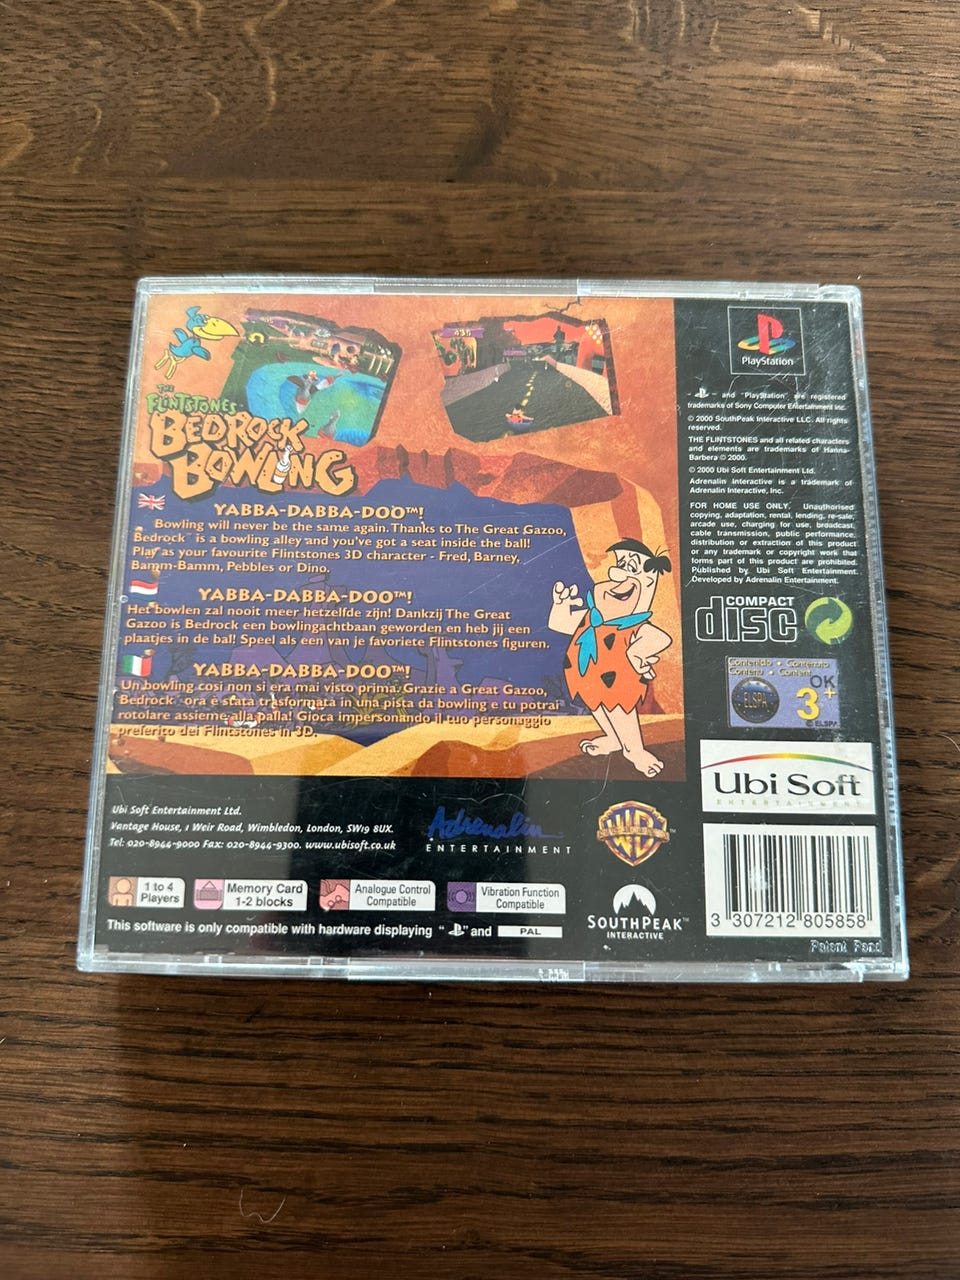 435
THE
FLINTSTONES
BEDROCK
BOWLING
YABBA-DABBA-DOO™!
Bowling will never be the same again. Thanks to The Great Gazoo,
Bedrock™ is a bowling alley and you've got a seat inside the ball!
Play as your favourite Flintstones 3D character - Fred, Barney,
Bamm-Bamm, Pebbles or Dino.
YABBA-DABBA-DOO™!
Het bowlen zal nooit meer hetzelfde zijn! Dankzij The Great
Gazoo is Bedrock een bowlingachtbaan geworden en heb jij een
plaatjes in de bal! Speel als een van je favoriete Flintstones figuren.
YABBA-DABBA-DOO™!
Un bowling cosi non si era mai visto prima. Grazie a Great Gazoo,
Bedrock™ ora è stata trasformata in una pista da bowling e tu potrai
rotolare assieme alla palla! Gioca impersonando il tuo personaggio
preferito dei Flintstones in 3D.
PlayStation
" " and "PlayStation" are registered
trademarks of Sony Computer Entertainment Inc.
© 2000 SouthPeak Interactive LLC. All rights
reserved.
THE FLINTSTONES and all related characters
and elements are trademarks of Hanna-
Barbera © 2000.
© 2000 Ubi Soft Entertainment Ltd.
Adrenalin Interactive is a trademark of
Adrenalin Interactive, Inc.
FOR HOME USE ONLY. Unauthorised
copying, adaptation, rental, lending, re-sale,
arcade use, charging for use, broadcast,
cable transmission, public performance,
distribution or extraction of this product
or any trademark or copyright work that
forms part of this product are prohibited.
Published by Ubi Soft Entertainment.
Developed by Adrenalin Entertainment.
COMPACT
disc
Contenido • Contenuto
Contenu • Content
ELSPA
OK
3+
© ELSPA
Ubi Soft
ENTERTAINMENT
Ubi Soft Entertainment Ltd.
Vantage House, 1 Weir Road, Wimbledon, London, SW19 8UX.
Tel: 020-8944-9000 Fax: 020-8944-9300. www.ubisoft.co.uk
Adrenalin
ENTERTAINMENT
WB
1 to 4
Players
Memory Card
1-2 blocks
Analogue Control
Compatible
Vibration Function
Compatible
This software is only compatible with hardware displaying " " and PAL
SOUTHPEAK™
INTERACTIVE
3 307212 805858
Patent Pend